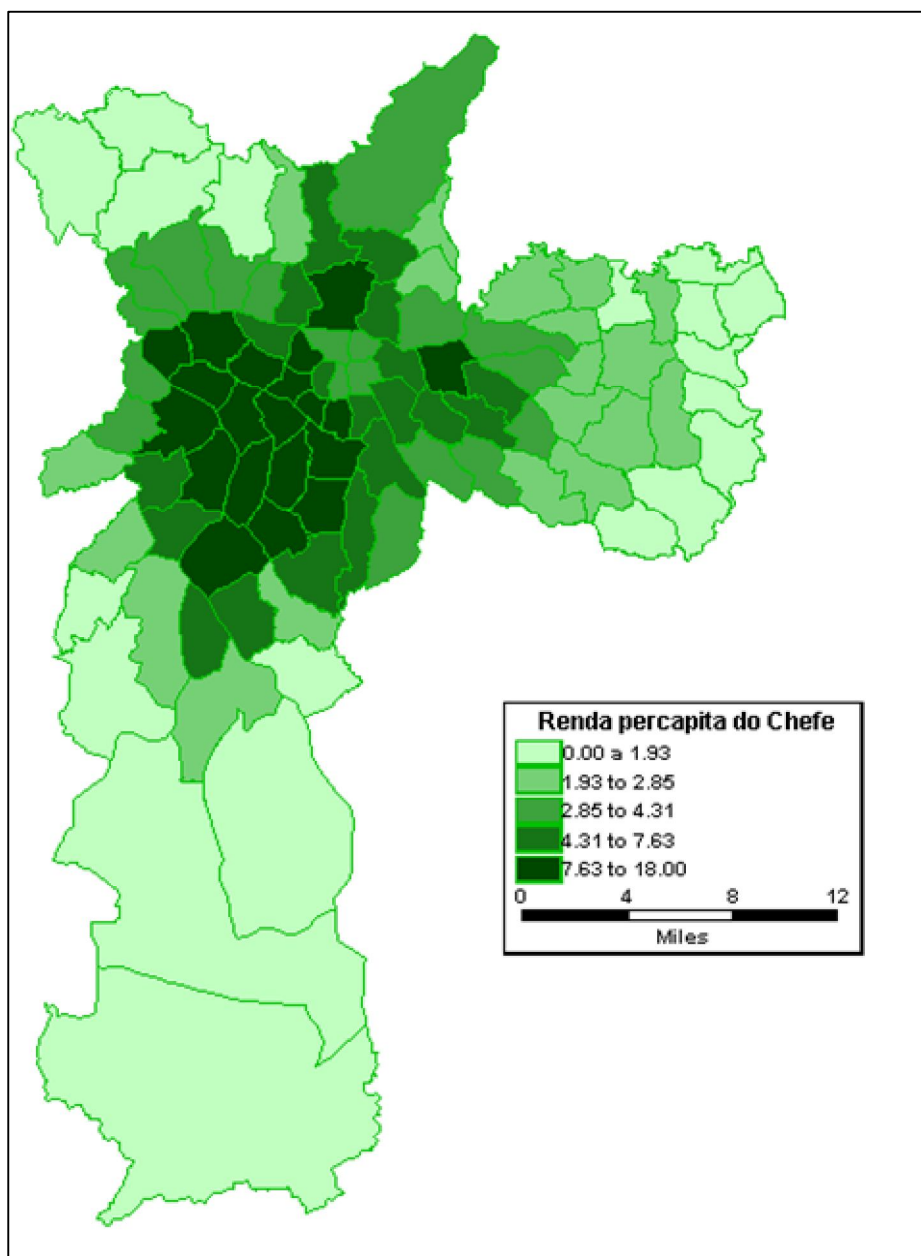 Renda percapita do Chefe
0.00 a 1.93
1.93 to 2.85
2.85 to 4.31
4.31 to 7.63
7.63 to 18.00
0 4 8 12
Miles